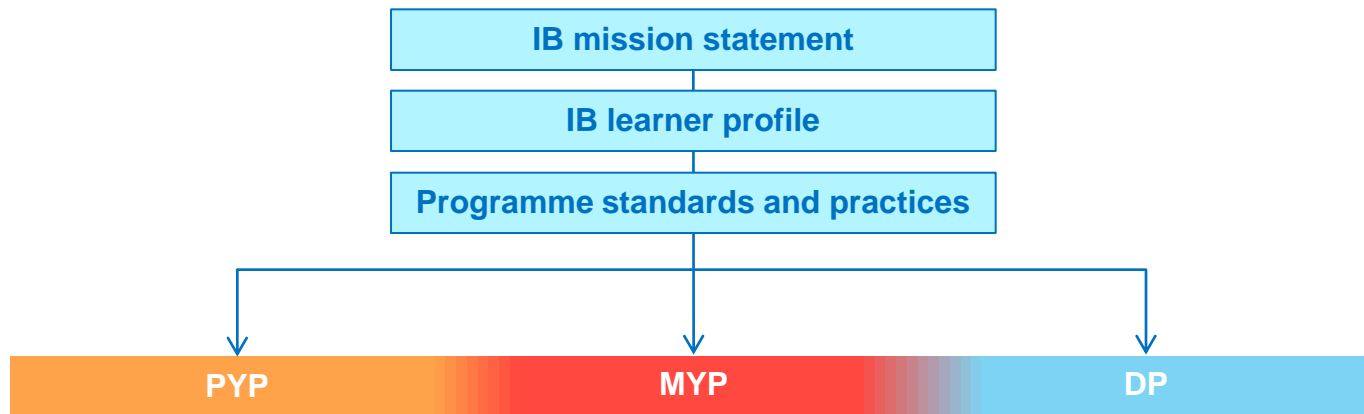 IB mission statement
IB learner profile
Programme standards and practices
PYP MYP DP